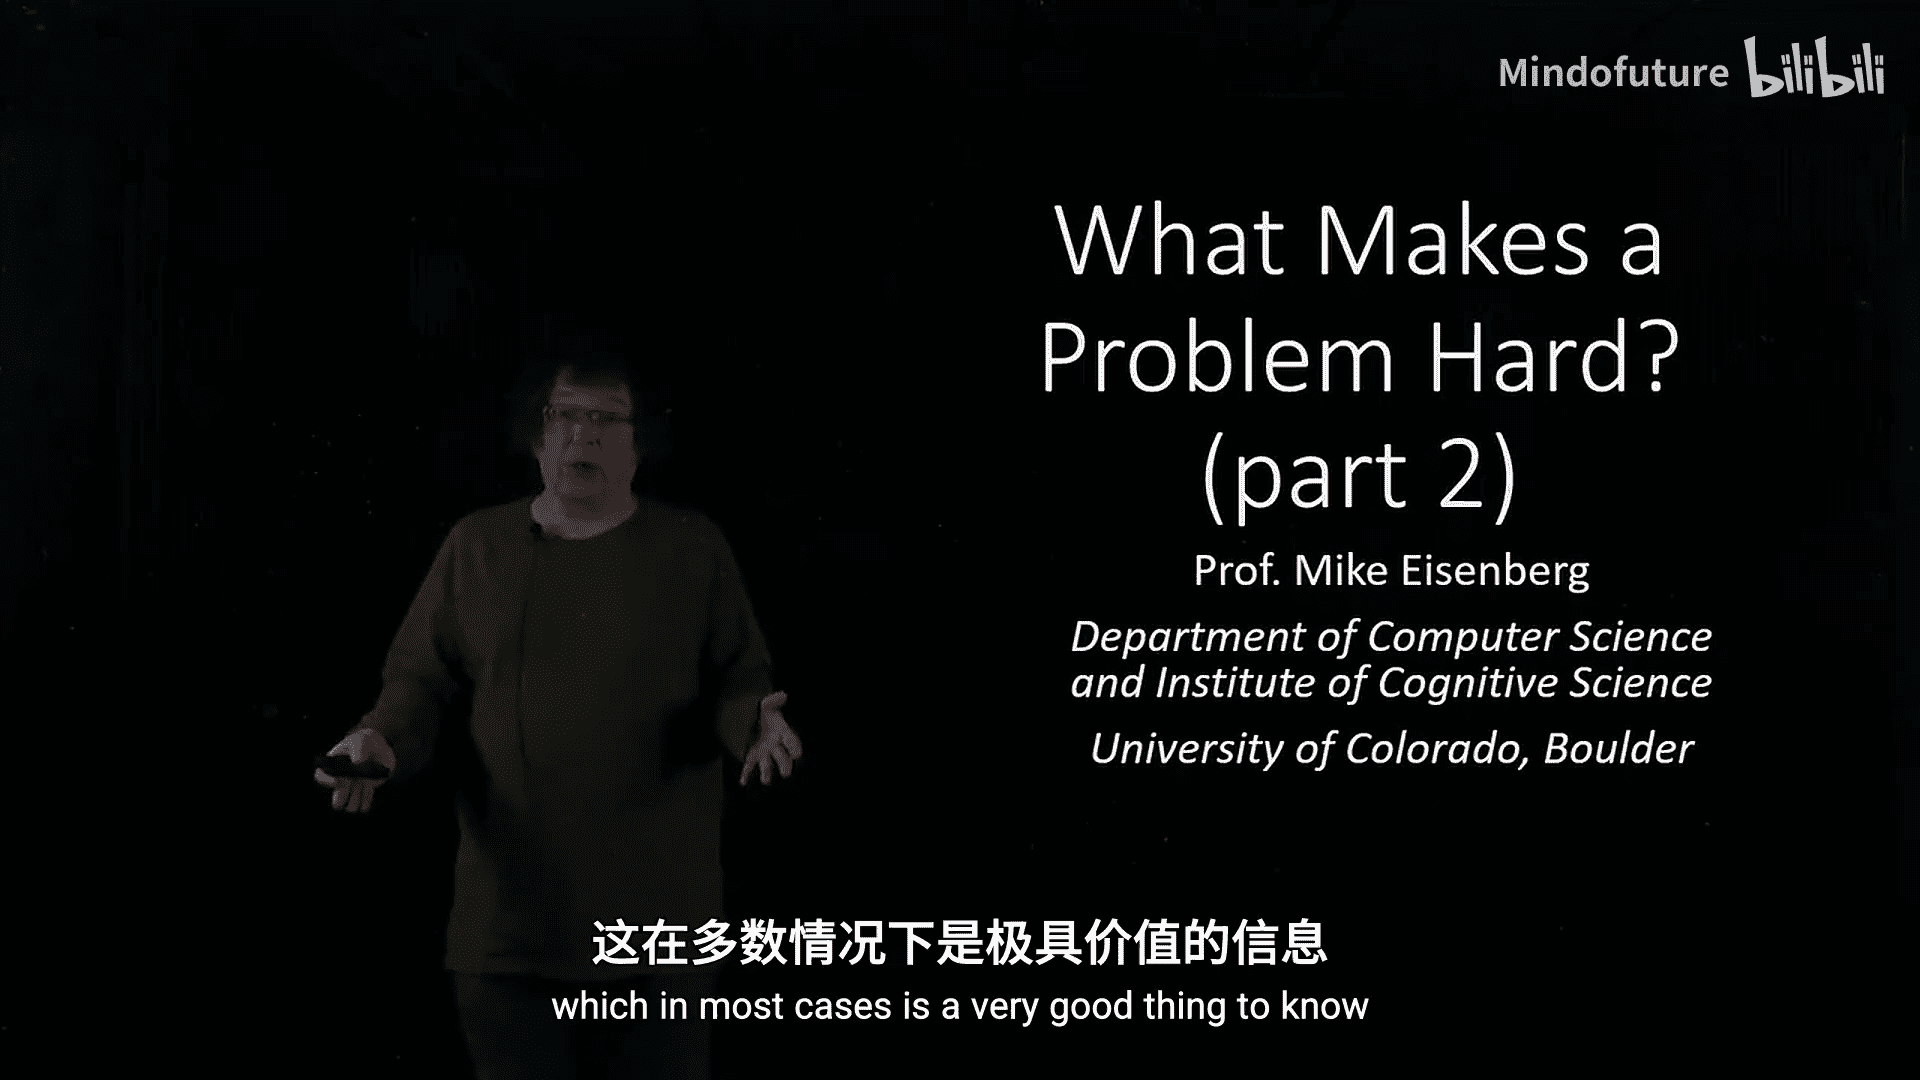 Mindofuture bilibili
What Makes a
Problem Hard?
(part 2)
Prof. Mike Eisenberg
Department of Computer Science
and Institute of Cognitive Science
University of Colorado, Boulder
这在多数情况下是极具价值的信息
which in most cases is a very good thing to know